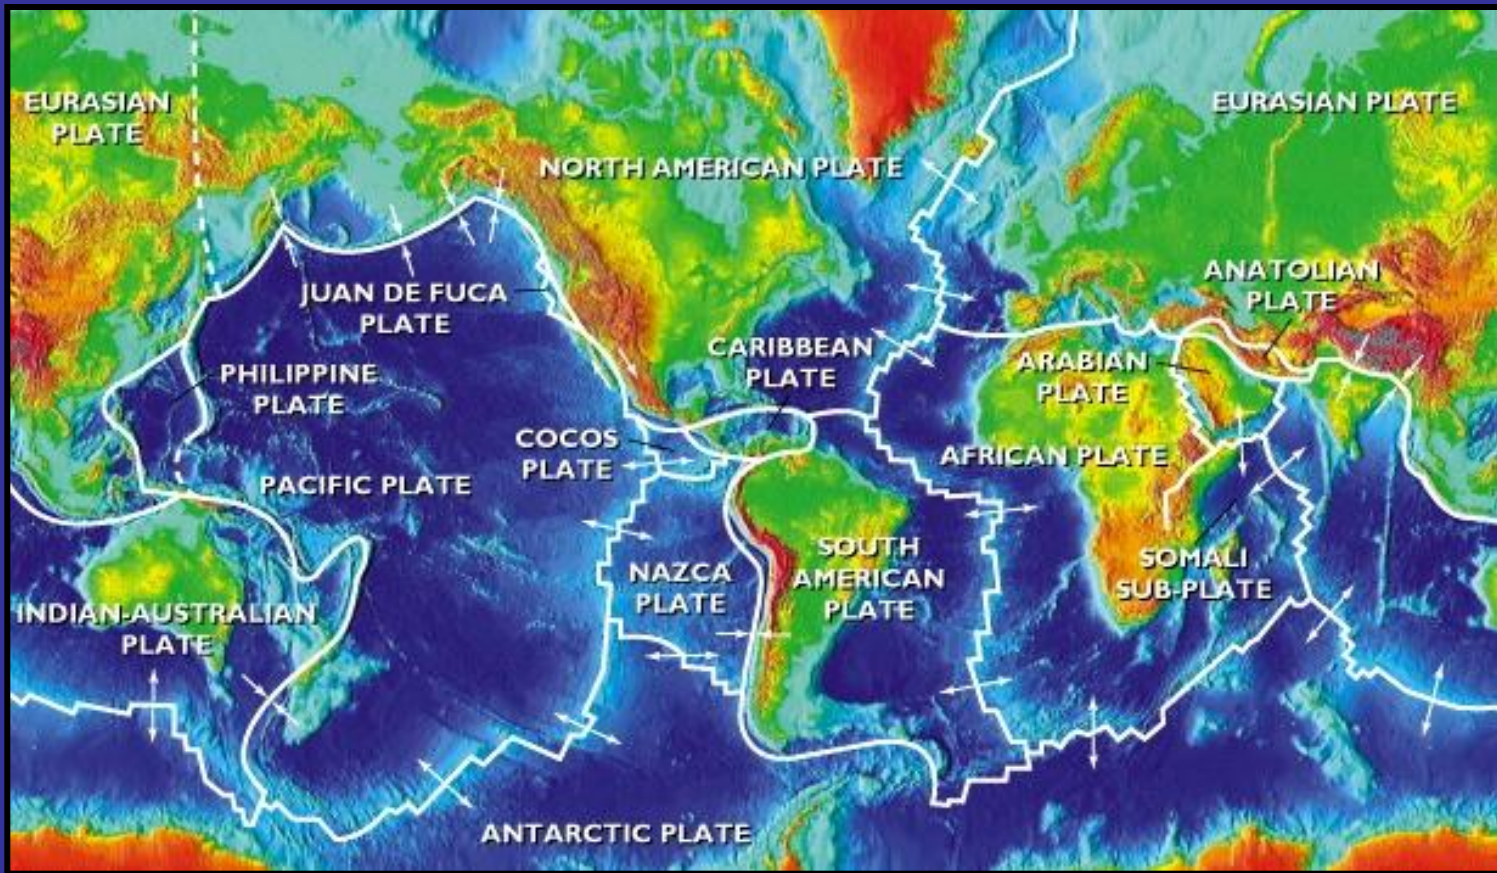 EURASIAN
PLATE
EURASIAN PLATE
NORTH AMERICAN PLATE
ANATOLIAN
PLATE
JUAN DE FUCA
PLATE
CARIBBEAN
PLATE
ARABIAN
PLATE
PHILIPPINE
PLATE
COCOS
PLATE
AFRICAN PLATE
PACIFIC PLATE
SOUTH
AMERICAN
PLATE
NAZCA
PLATE
SOMALI
SUB-PLATE
INDIAN-AUSTRALIAN
PLATE
ANTARCTIC PLATE